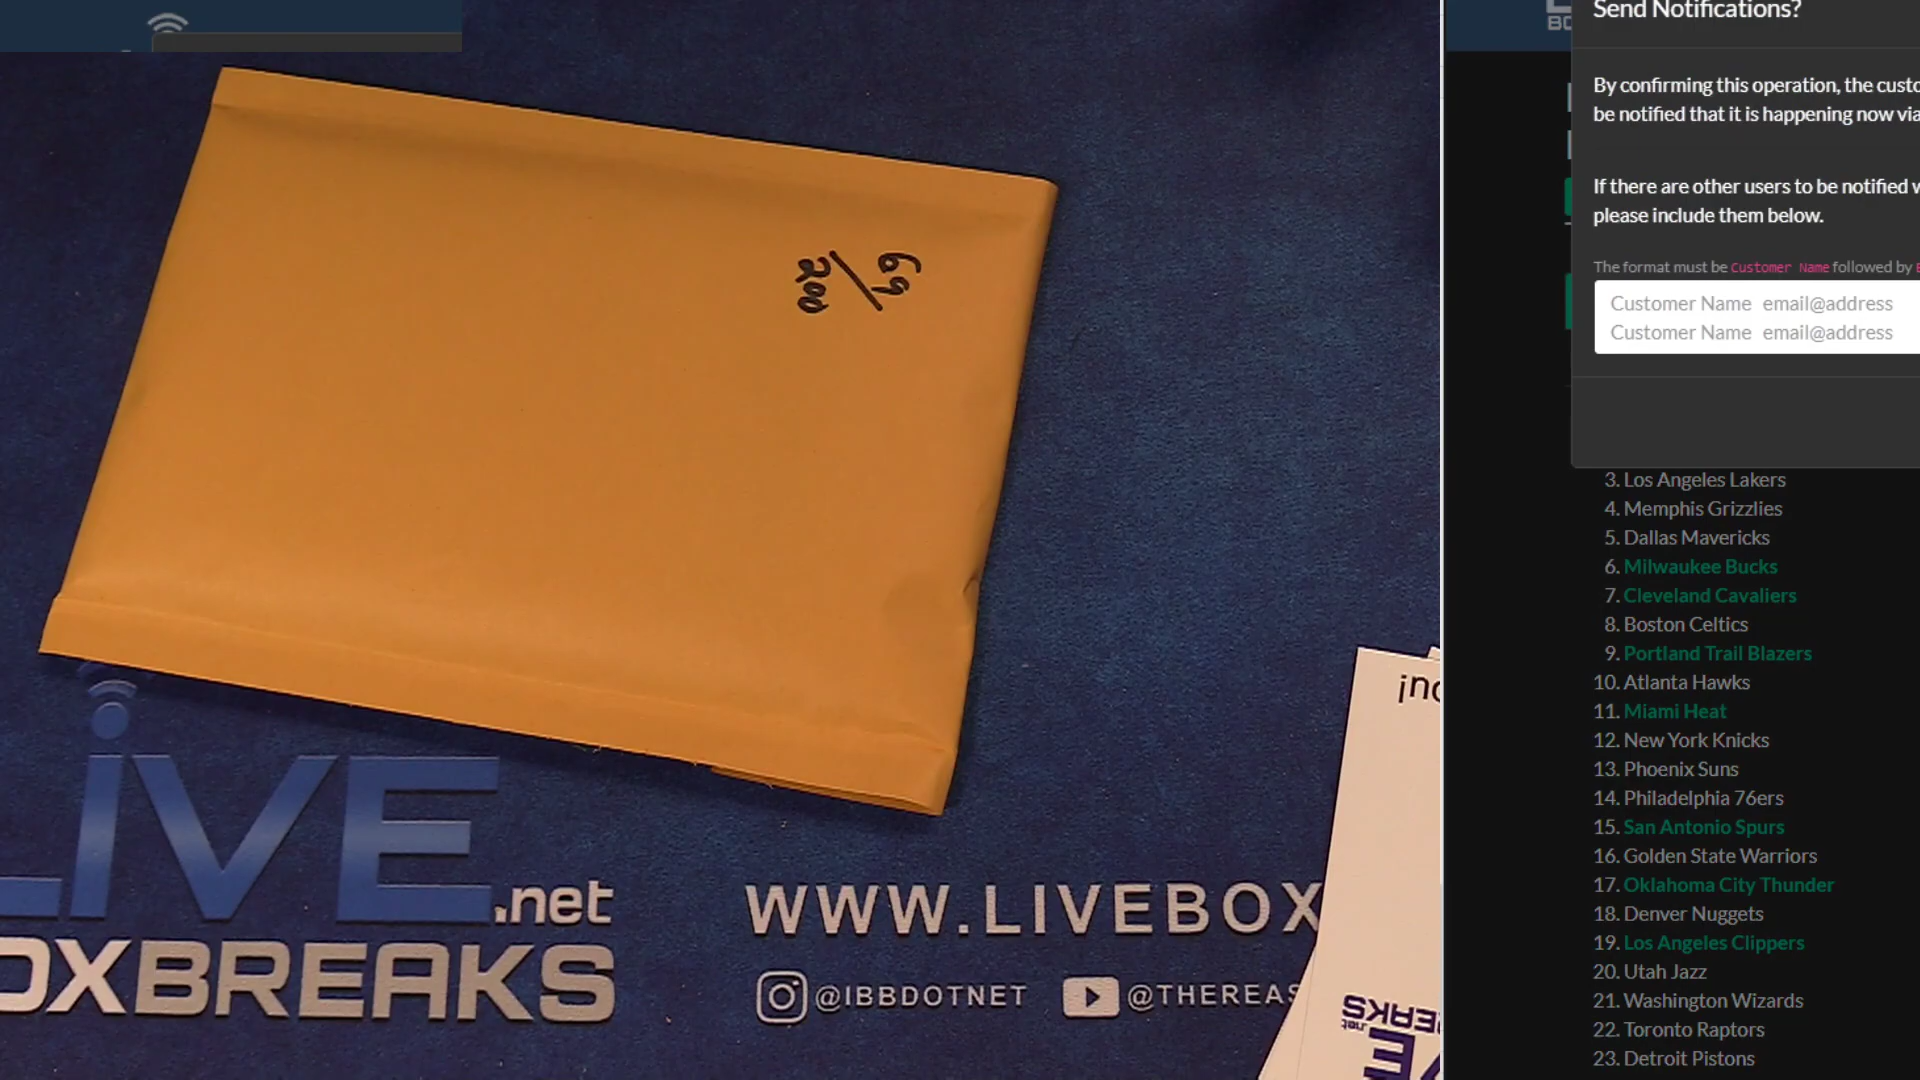 69/200
LIVE
.net
OXBREAKS
WWW.LIVEBOX
@IBBDOTNET
@THEREAS
Send Notifications?
By confirming this operation, the custo
be notified that it is happening now via
If there are other users to be notified w
please include them below.
The format must be Customer Name followed by E
Customer Name email@address
Customer Name email@address
3. Los Angeles Lakers
4. Memphis Grizzlies
5. Dallas Mavericks
6. Milwaukee Bucks
7. Cleveland Cavaliers
8. Boston Celtics
9. Portland Trail Blazers
10. Atlanta Hawks
11. Miami Heat
12. New York Knicks
13. Phoenix Suns
14. Philadelphia 76ers
15. San Antonio Spurs
16. Golden State Warriors
17. Oklahoma City Thunder
18. Denver Nuggets
19. Los Angeles Clippers
20. Utah Jazz
21. Washington Wizards
22. Toronto Raptors
23. Detroit Pistons